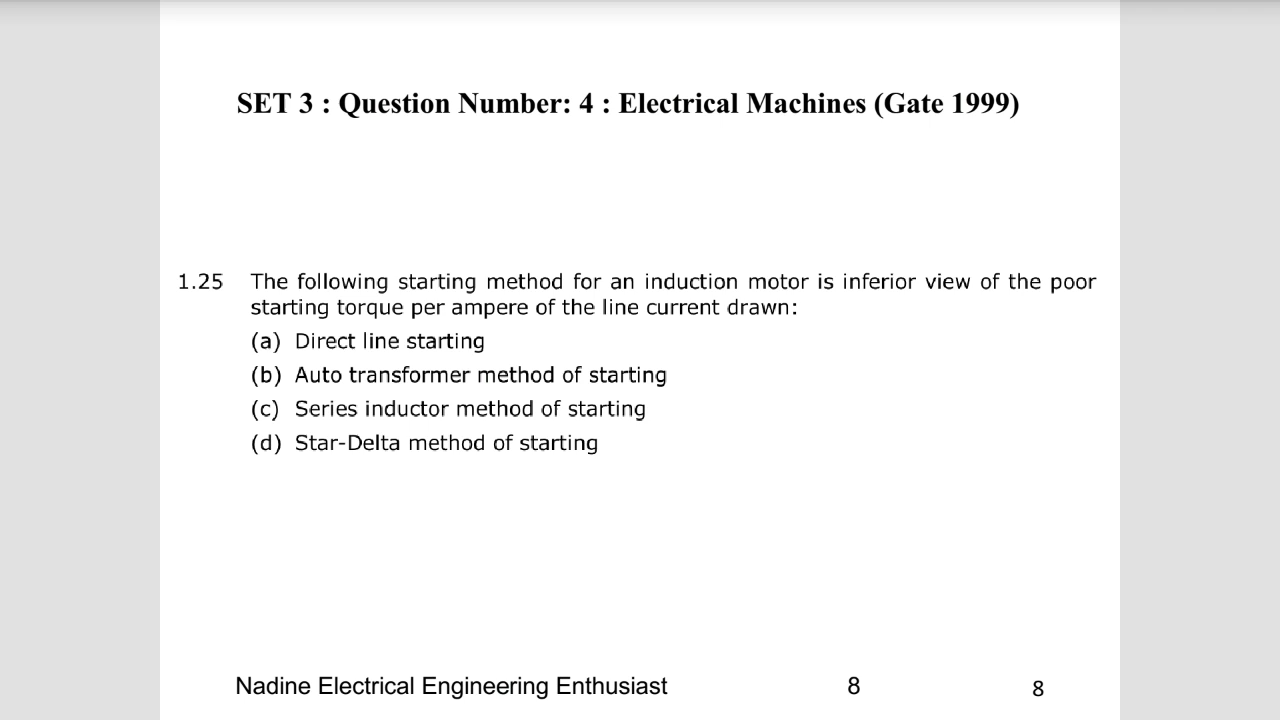 SET 3 : Question Number: 4 : Electrical Machines (Gate 1999)
1.25 The following starting method for an induction motor is inferior view of the poor
starting torque per ampere of the line current drawn:
(a) Direct line starting
(b) Auto transformer method of starting
(c) Series inductor method of starting
(d) Star-Delta method of starting
Nadine Electrical Engineering Enthusiast 8 8